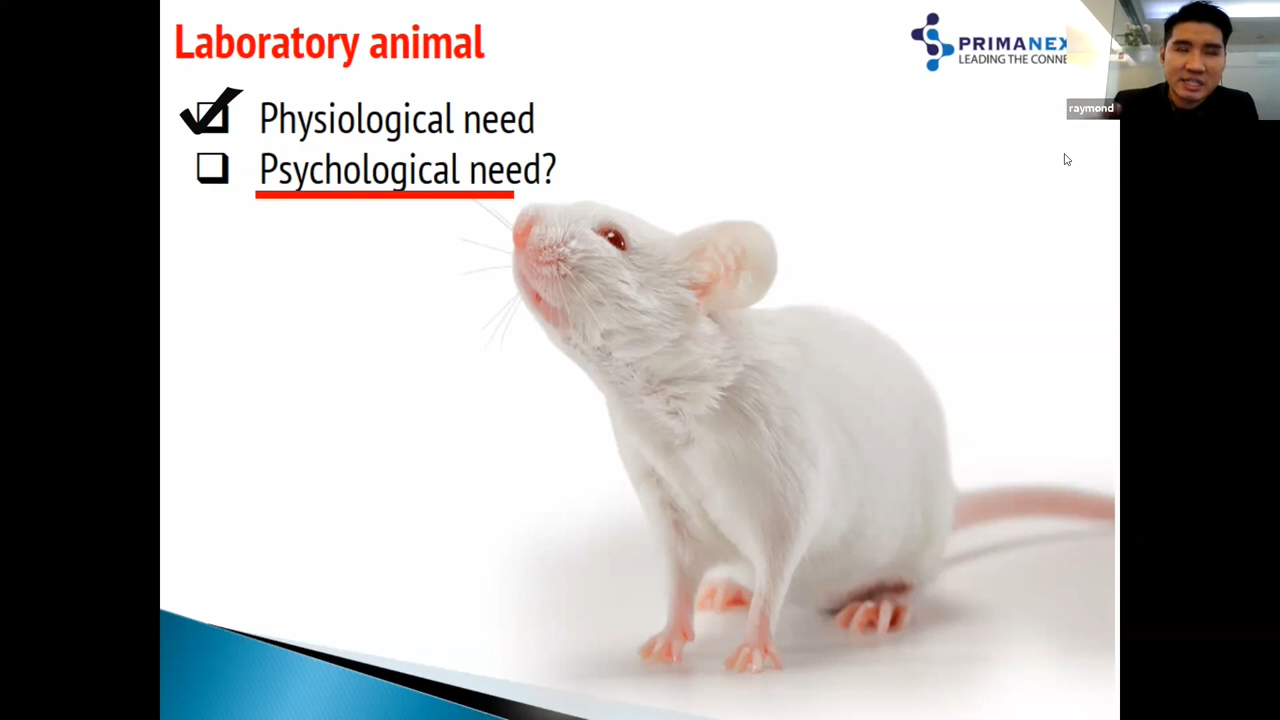 Laboratory animal
PRIMANEX
LEADING THE CONNE
Physiological need
Psychological need?
raymond